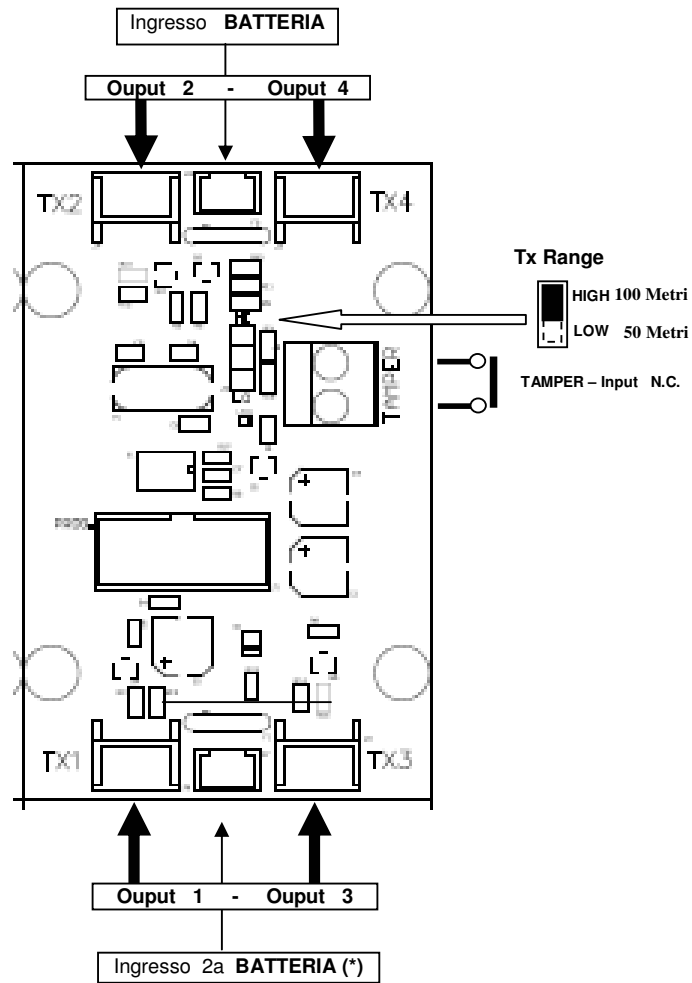 Ingresso BATTERIA
Ouput 2 - Ouput 4
TX2
TX4
Tx Range
HIGH 100 Metri
LOW 50 Metri
TAMPER
TAMPER – Input N.C.
PROG
TX1
TX3
Ouput 1 - Ouput 3
Ingresso 2a BATTERIA (*)